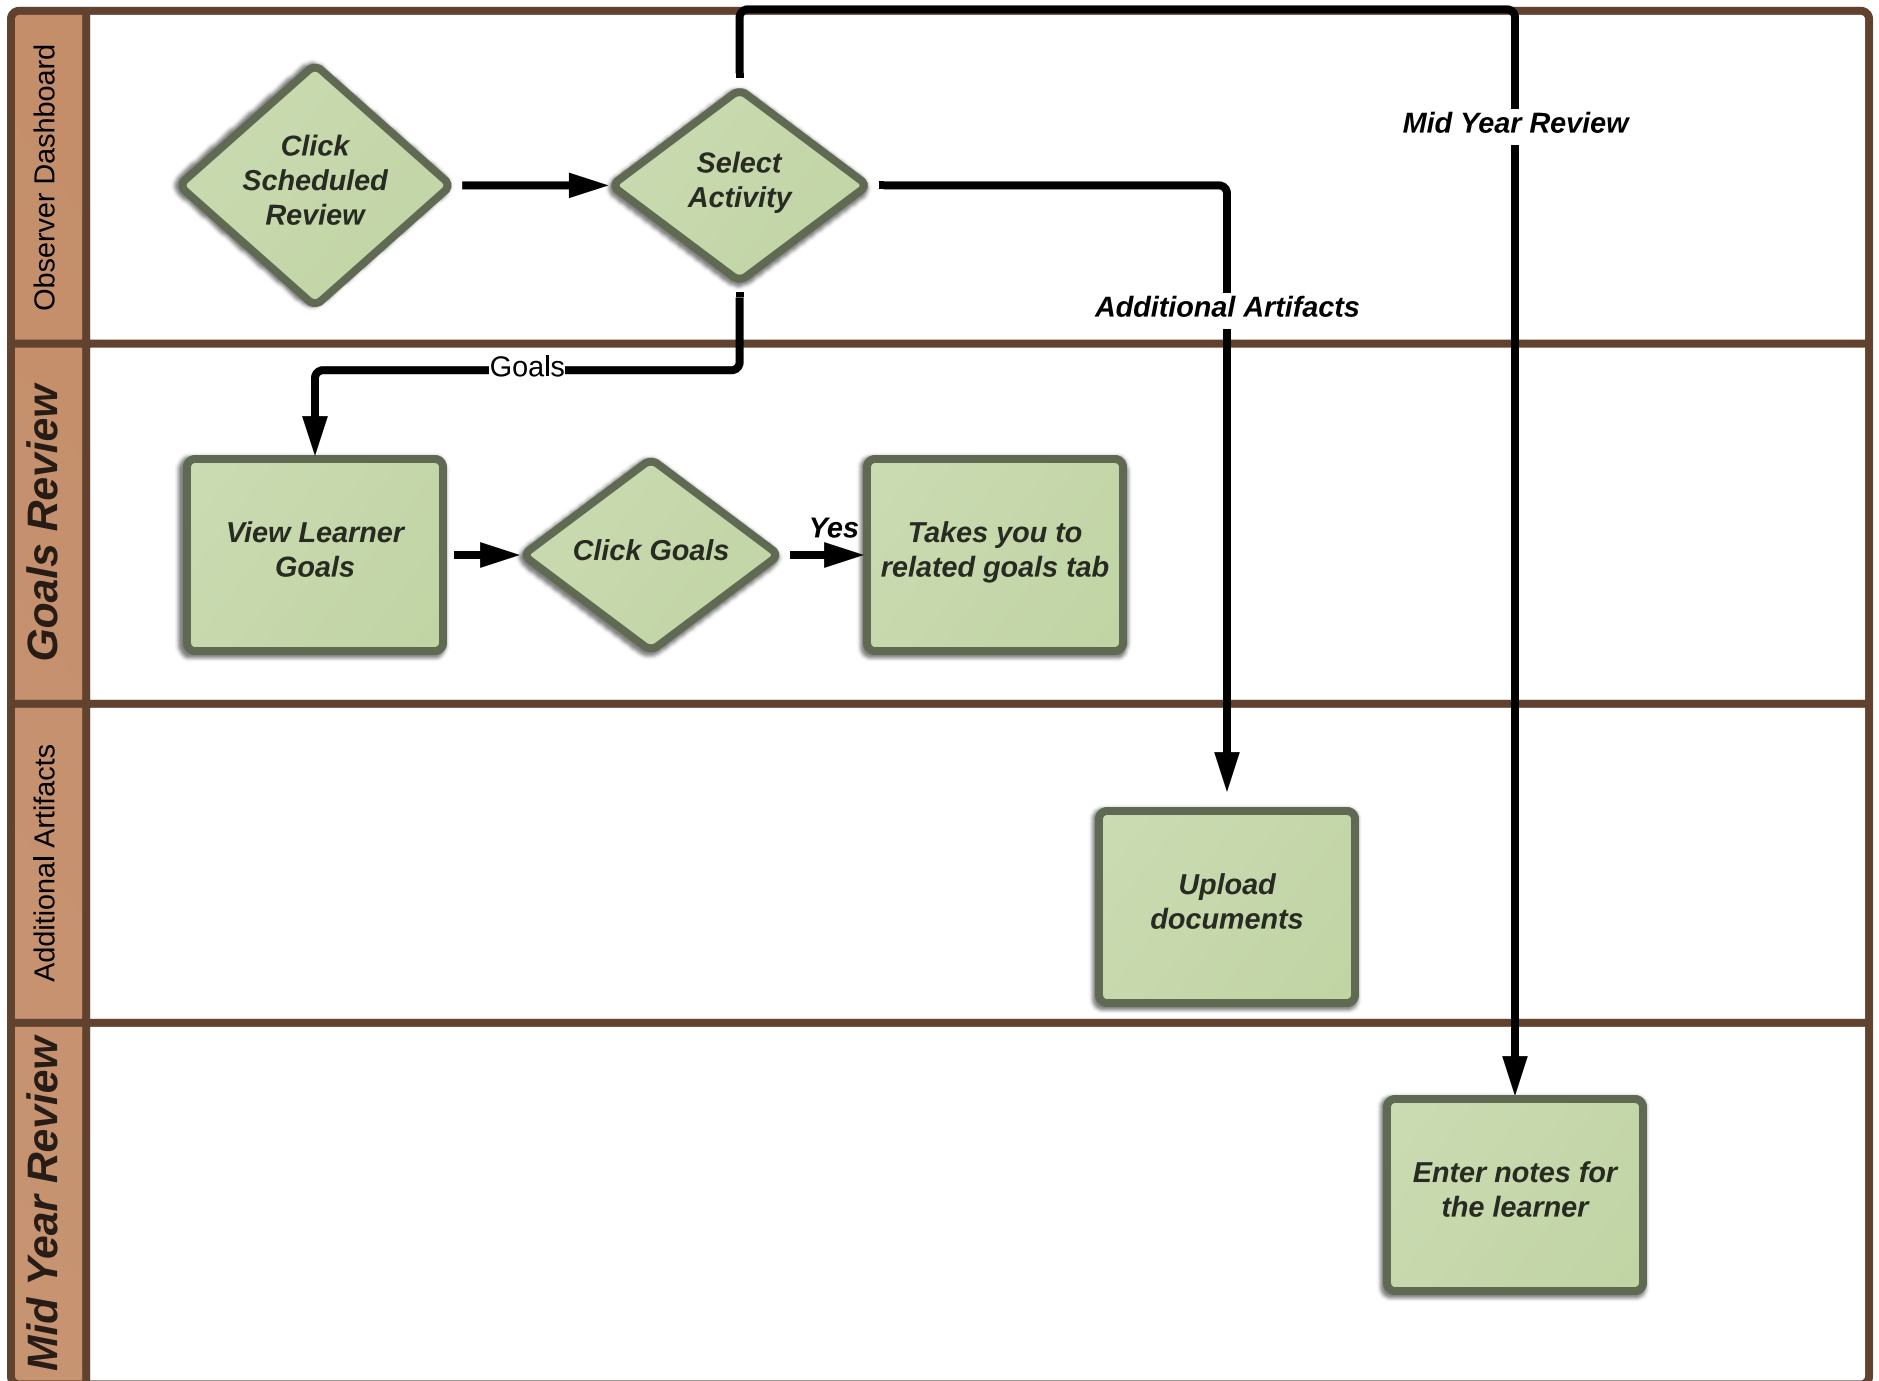 Observer Dashboard
Click
Scheduled
Review
Select
Activity
Mid Year Review
Additional Artifacts
Goals Review
Goals
View Learner
Goals
Click Goals
Yes
Takes you to
related goals tab
Additional Artifacts
Upload
documents
Mid Year Review
Enter notes for
the learner